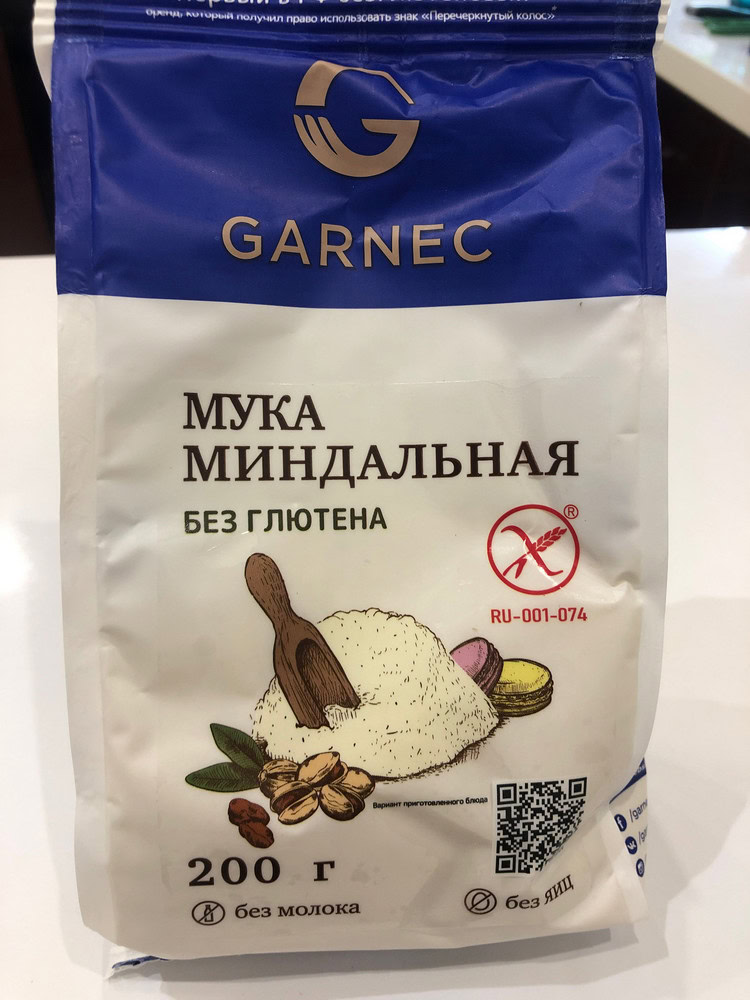 бренд, который получил право использовать знак «Перечеркнутый колос»
GARNEC
МУКА
МИНДАЛЬНАЯ
БЕЗ ГЛЮТЕНА
®
RU-001-074
Вариант приготовленного блюда
200 г
без молока
без яиц